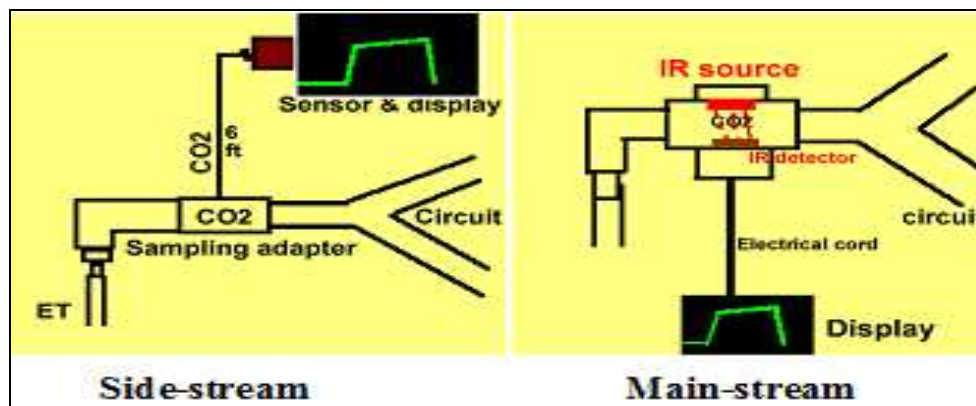 Sensor & display
CO2
6
ft
CO2
Circuit
Sampling adapter
ET
Side-stream
IR source
CO2
IR detector
circui
Electrical cord
Display
Main-stream